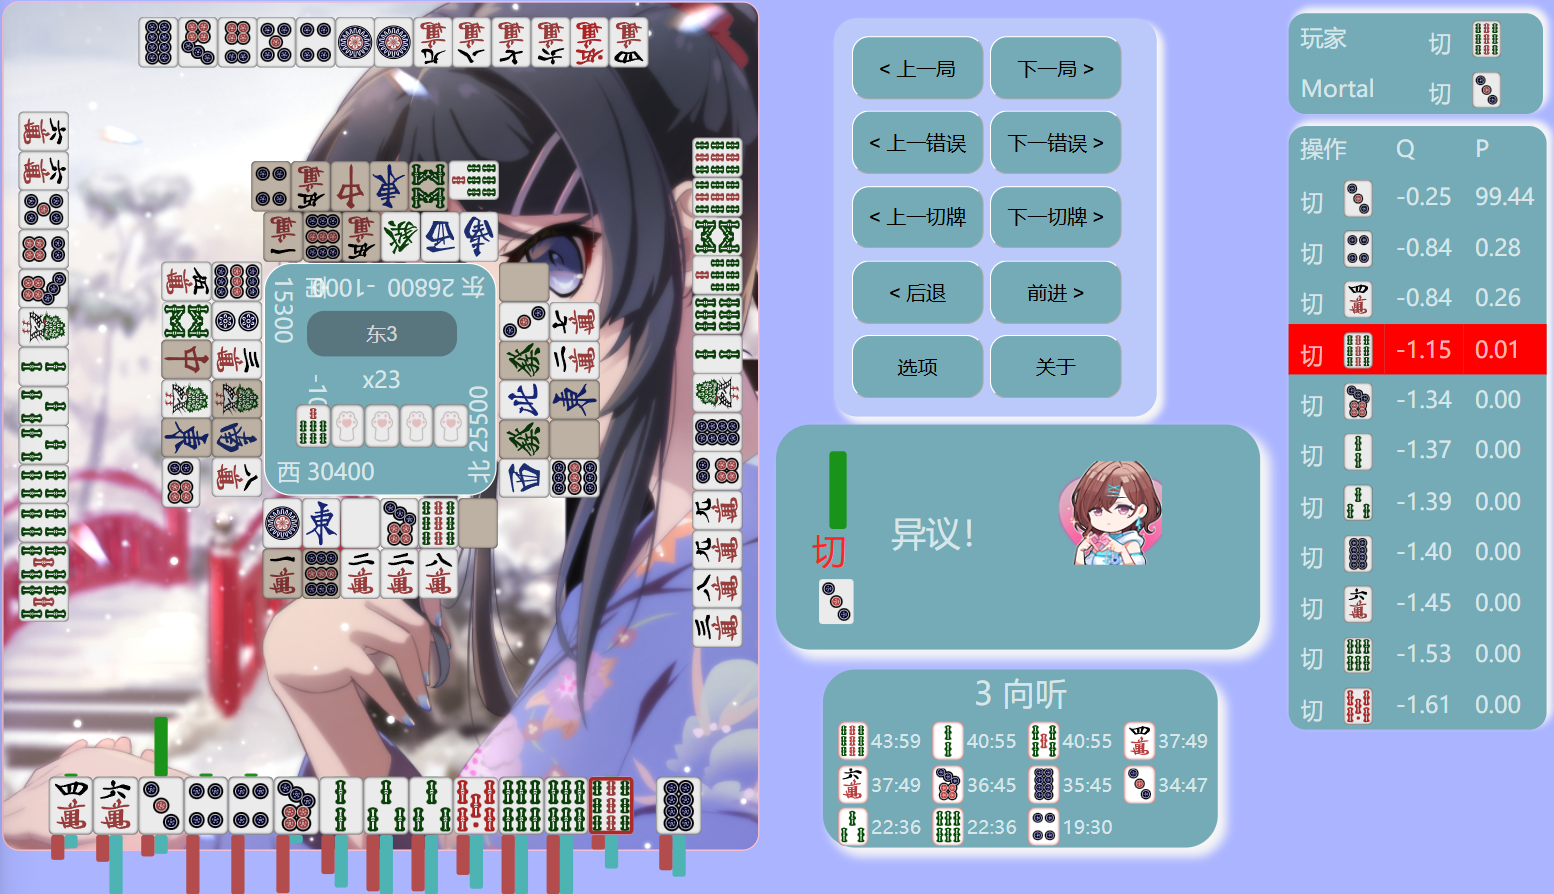 < 上一局
下一局 >
< 上一错误
下一错误 >
< 上一切牌
下一切牌 >
< 后退
前进 >
选项
关于
玩家 切
Mortal 切
操作 Q P
切 -0.25 99.44
切 -0.84 0.28
切 -0.84 0.26
切 -1.15 0.01
切 -1.34 0.00
切 -1.37 0.00
切 -1.39 0.00
切 -1.40 0.00
切 -1.45 0.00
切 -1.53 0.00
切 -1.61 0.00
东 26800 -100
15300
东3
x23
西 30400
北 25500
切
异议!
3 向听
43:59 40:55 40:55 37:49
37:49 36:45 35:45 34:47
22:36 22:36 19:30